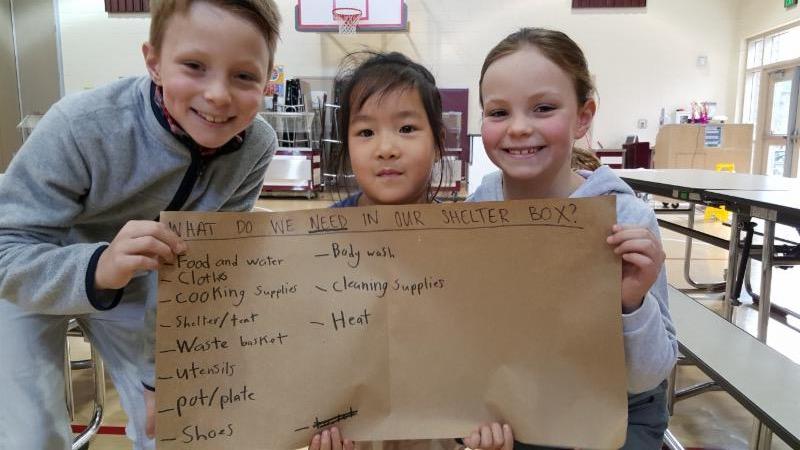 WHAT DO WE NEED IN OUR SHELTER BOX?
- Food and water
- Cloths
- COOKing supplies
- Shelter/tent
- Waste basket
- utensils
- pot/plate
- Shoes
- Body wash
- Cleaning supplies
- Heat
-